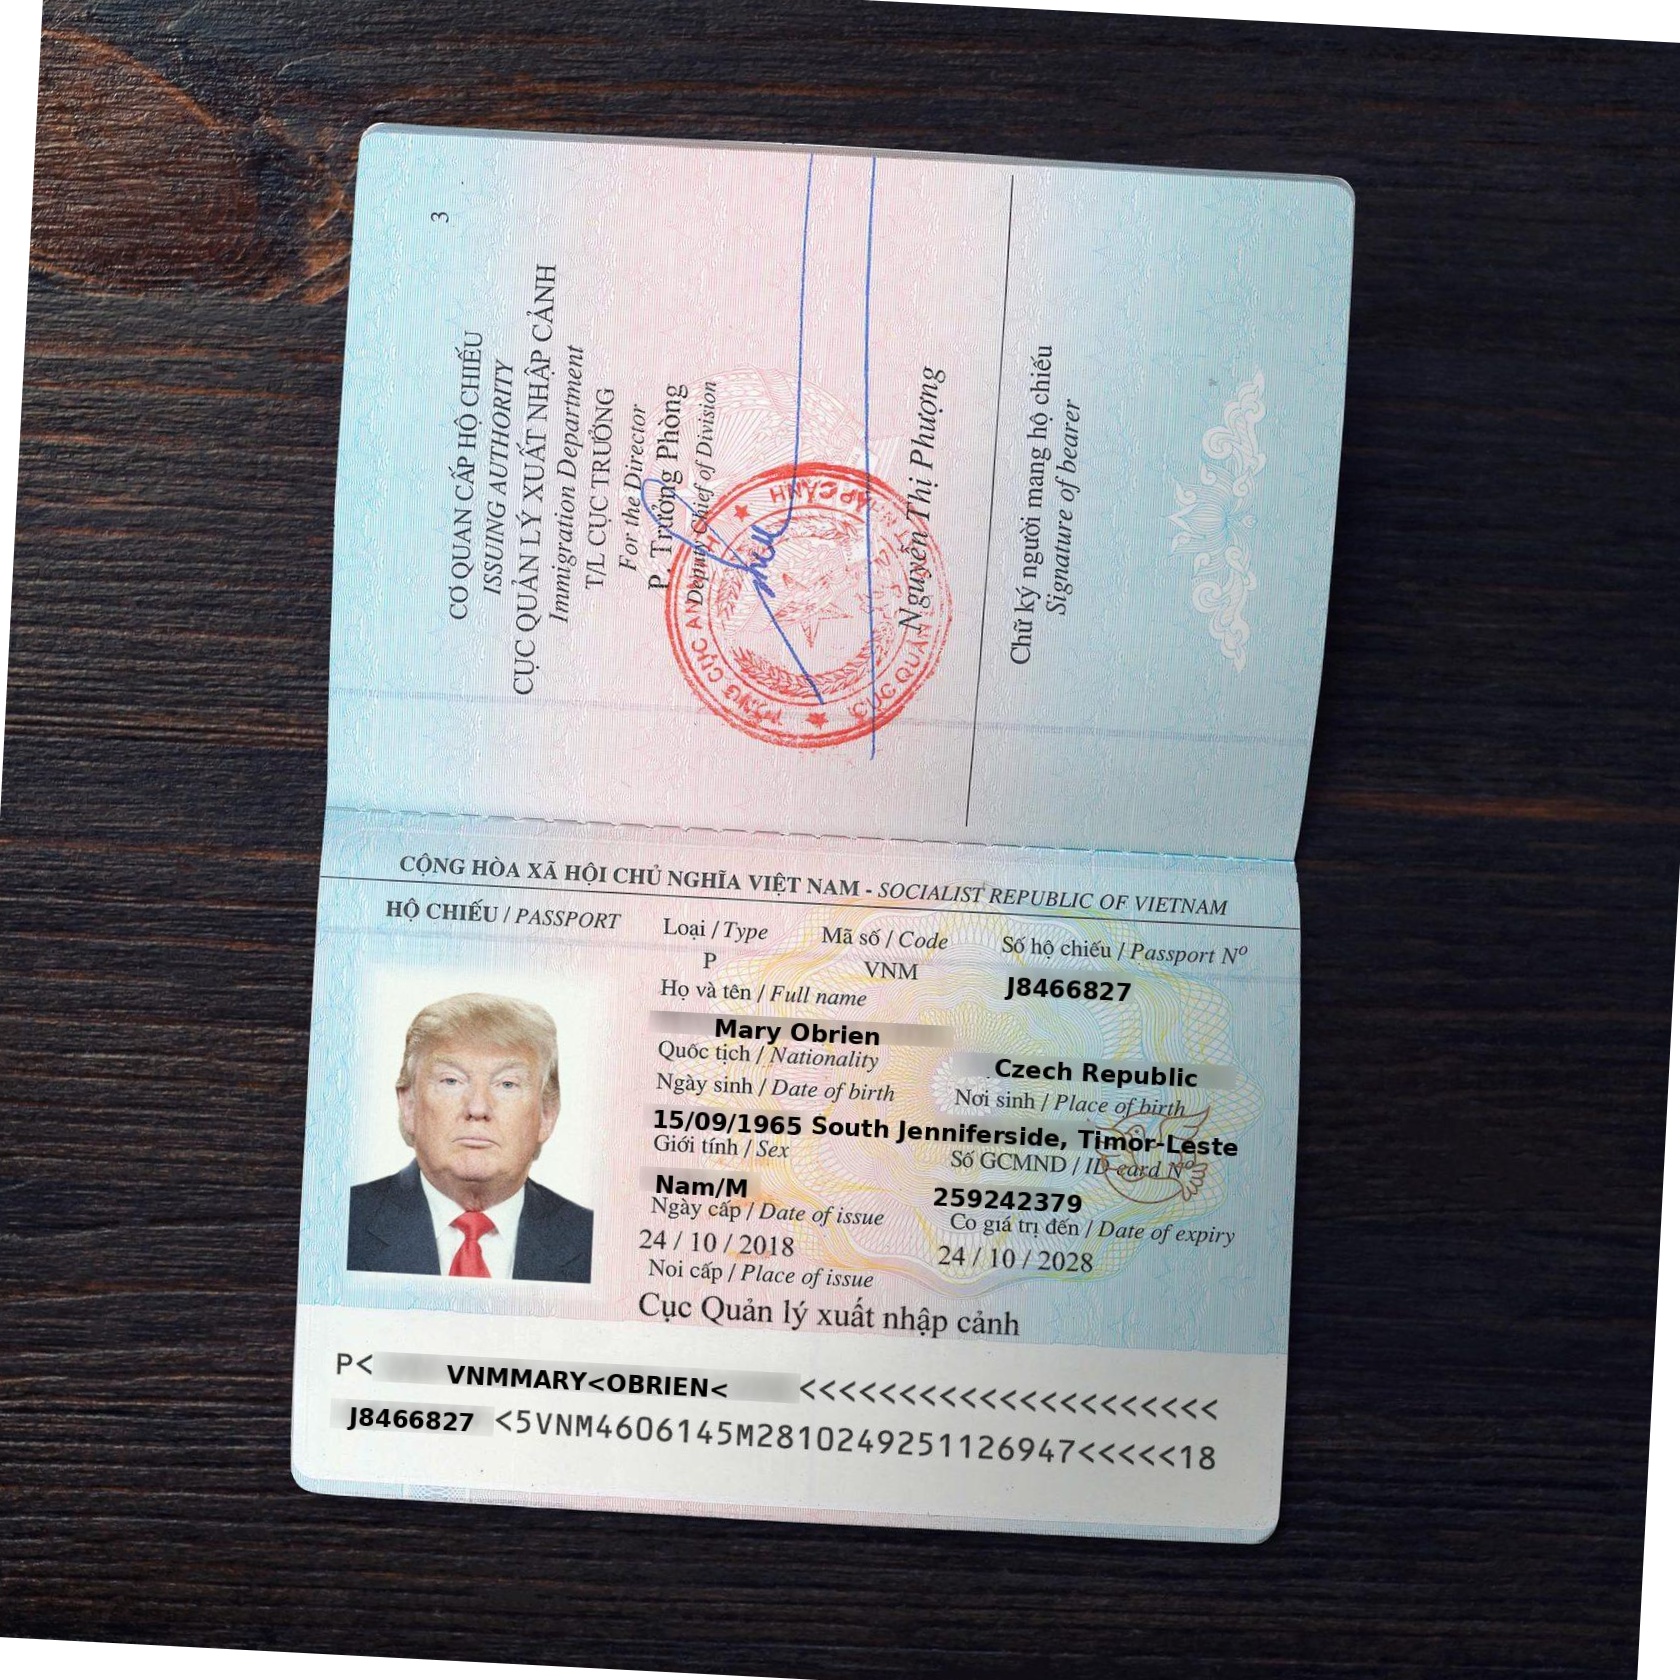 3
CƠ QUAN CẤP HỘ CHIẾU
ISSUING AUTHORITY
CỤC QUẢN LÝ XUẤT NHẬP CẢNH
Immigration Department
T/L CỤC TRƯỞNG
For the Director
P. Trưởng Phòng
Deputy Chief of Division
Nguyễn Thị Phượng
Chữ ký người mang hộ chiếu
Signature of bearer
CỘNG HÒA XÃ HỘI CHỦ NGHĨA VIỆT NAM - SOCIALIST REPUBLIC OF VIETNAM
HỘ CHIẾU / PASSPORT Loại / Type Mã số / Code Số hộ chiếu / Passport Nº
P VNM J8466827
Họ và tên / Full name
Mary Obrien
Quốc tịch / Nationality Czech Republic
Ngày sinh / Date of birth Nơi sinh / Place of birth
15/09/1965 South Jenniferside, Timor-Leste
Giới tính / Sex Số GCMND / ID card Nº
Nam/M 259242379
Ngày cấp / Date of issue Co giá trị đến / Date of expiry
24 / 10 / 2018 24 / 10 / 2028
Noi cấp / Place of issue
Cục Quản lý xuất nhập cảnh
P< VNMMARY<OBRIEN< <<<<<<<<<<<<<<<<<<<<<
J8466827 <5VNM4606145M2810249251126947<<<<<18